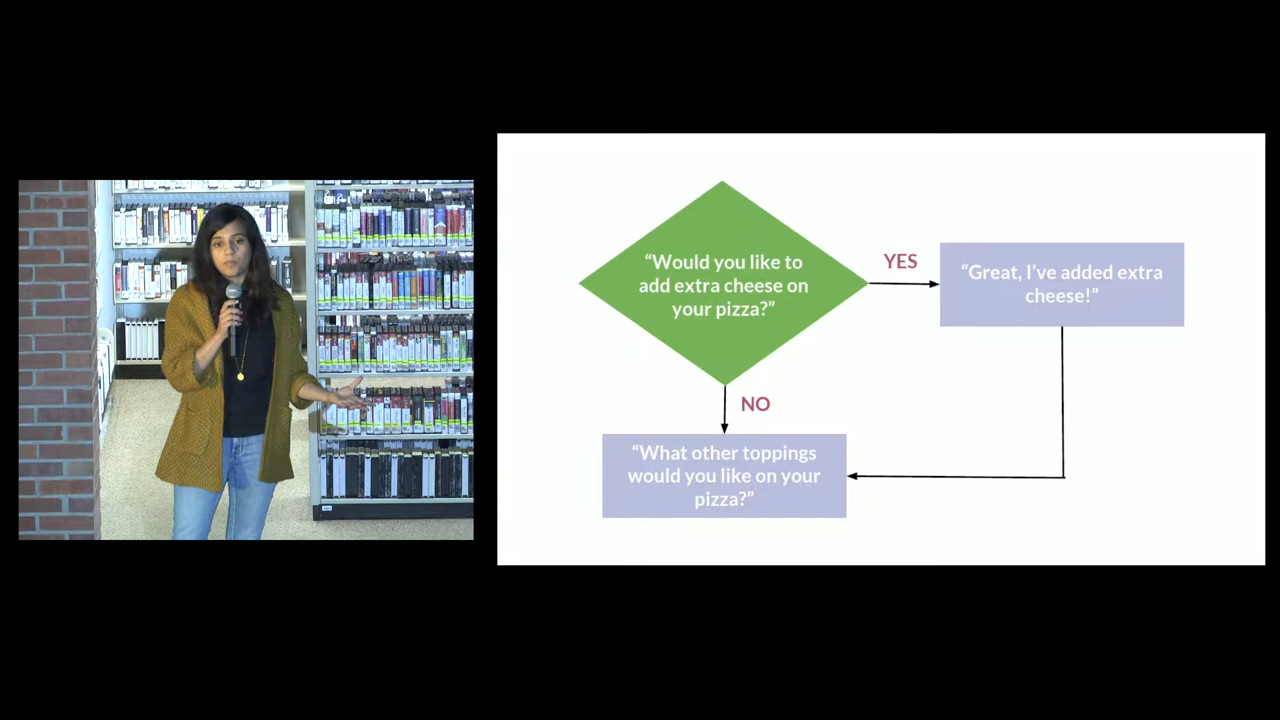 “Would you like to
add extra cheese on
your pizza?”
YES
“Great, I’ve added extra
cheese!”
NO
“What other toppings
would you like on your
pizza?”